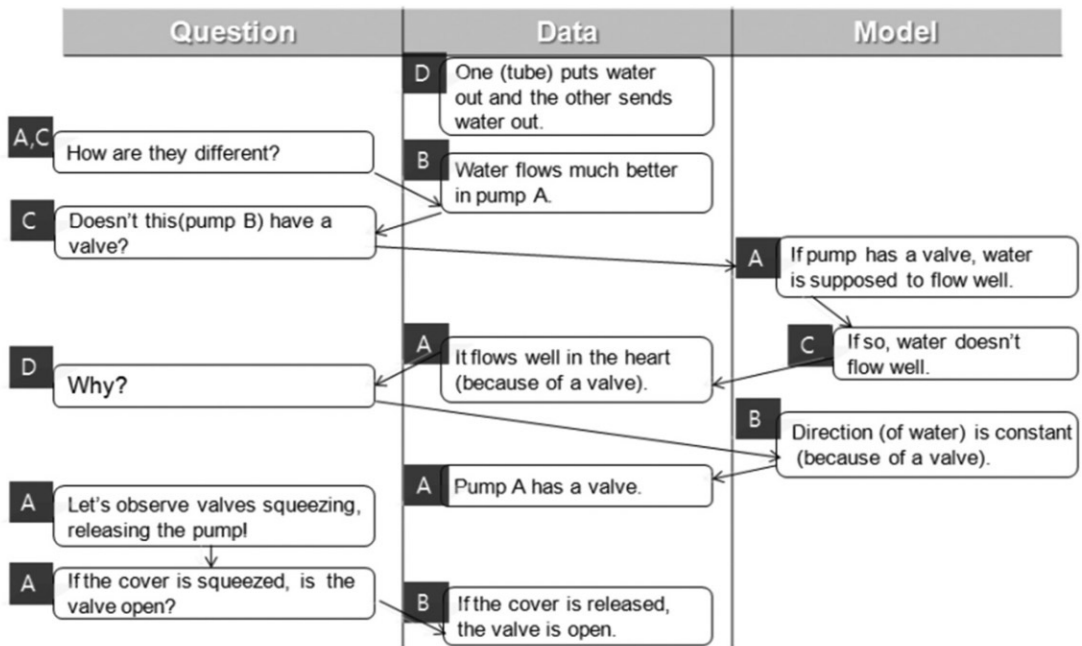 Question Data Model
D One (tube) puts water
out and the other sends
water out.
A,C How are they different?
B Water flows much better
in pump A.
C Doesn't this(pump B) have a
valve?
A If pump has a valve, water
is supposed to flow well.
C If so, water doesn't
flow well.
A It flows well in the heart
(because of a valve).
D Why?
B Direction (of water) is constant
(because of a valve).
A Pump A has a valve.
A Let's observe valves squeezing,
releasing the pump!
A If the cover is squeezed, is the
valve open?
B If the cover is released,
the valve is open.